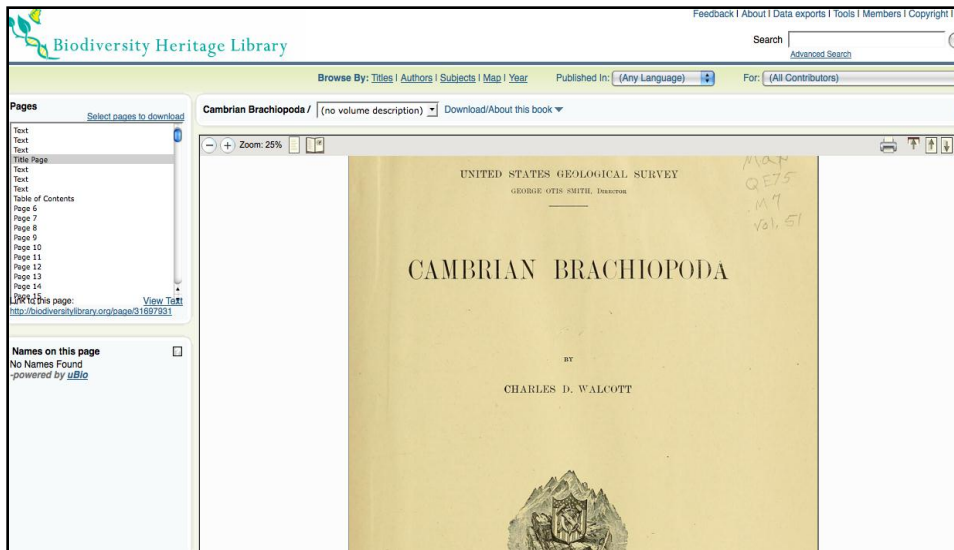 Feedback | About | Data exports | Tools | Members | Copyright |
Biodiversity Heritage Library
Search
Advanced Search
Browse By: Titles | Authors | Subjects | Map | Year Published In: (Any Language) For: (All Contributors)
Pages
Select pages to download
Text
Text
Text
Title Page
Text
Text
Text
Table of Contents
Page 6
Page 7
Page 8
Page 9
Page 10
Page 11
Page 12
Page 13
Page 14
Page 15
Link to this page: View Text
http://biodiversitylibrary.org/page/31697931
Names on this page
No Names Found
-powered by uBio
Cambrian Brachiopoda / (no volume description) Download/About this book
Zoom: 25%
Map
QE75
.M7
Vol. 51
UNITED STATES GEOLOGICAL SURVEY
GEORGE OTIS SMITH, Director
CAMBRIAN BRACHIOPODA
BY
CHARLES D. WALCOTT